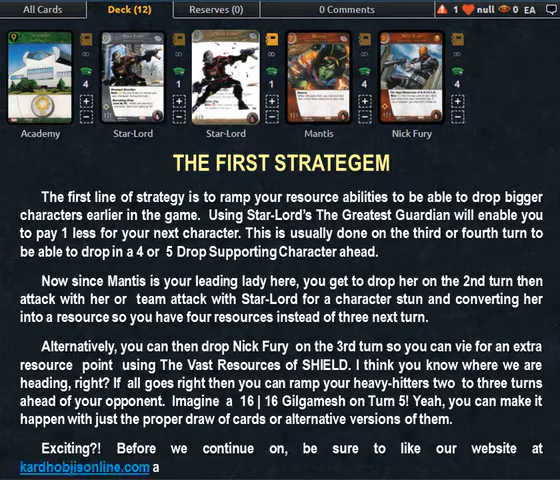 All Cards Deck (12) Reserves (0) 0 Comments 1 null 0 EA
4 1 1 4 4
Academy Star-Lord Star-Lord Mantis Nick Fury
THE FIRST STRATEGEM
The first line of strategy is to ramp your resource abilities to be able to drop bigger
characters earlier in the game. Using Star-Lord's The Greatest Guardian will enable you
to pay 1 less for your next character. This is usually done on the third or fourth turn to
be able to drop in a 4 or 5 Drop Supporting Character ahead.
Now since Mantis is your leading lady here, you get to drop her on the 2nd turn then
attack with her or team attack with Star-Lord for a character stun and converting her
into a resource so you have four resources instead of three next turn.
Alternatively, you can then drop Nick Fury on the 3rd turn so you can vie for an extra
resource point using The Vast Resources of SHIELD. I think you know where we are
heading, right? If all goes right then you can ramp your heavy-hitters two to three turns
ahead of your opponent. Imagine a 16 | 16 Gilgamesh on Turn 5! Yeah, you can make it
happen with just the proper draw of cards or alternative versions of them.
Exciting?! Before we continue on, be sure to like our website at
kardhobjisonline.com a